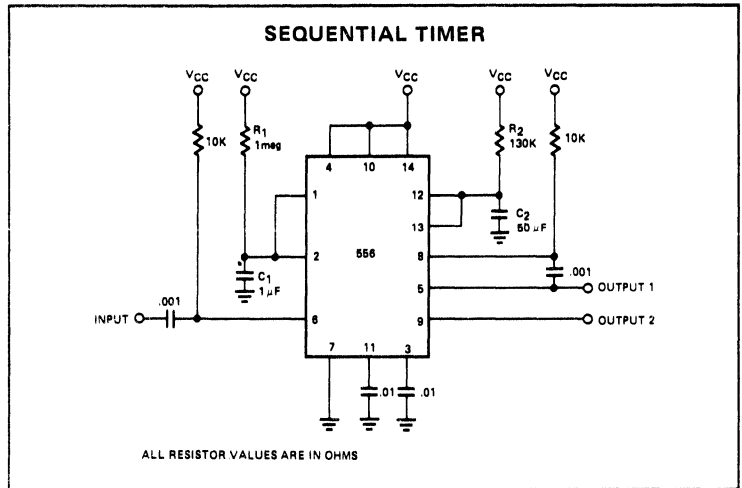 SEQUENTIAL TIMER
VCC VCC VCC VCC VCC
10K
R1
1meg
R2
130K
10K
4 10 14
1
12
13
C2
50 μF
2
556
8
C1
1 μF
.001
5
OUTPUT 1
.001
INPUT
6
9
OUTPUT 2
7 11 3
.01 .01
ALL RESISTOR VALUES ARE IN OHMS